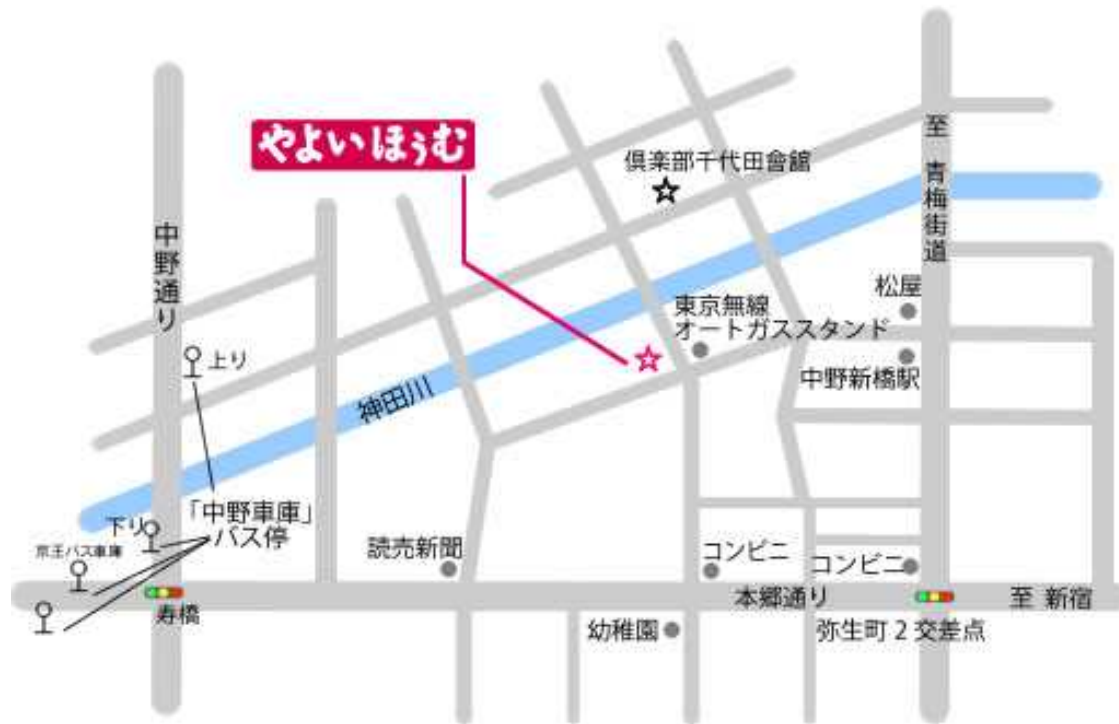 やよいほぅむ
倶楽部千代田會舘
至 青梅街道
中野通り
松屋
東京無線
オートガススタンド
上り
中野新橋駅
神田川
「中野車庫」
バス停
下り
京王バス車庫
読売新聞
コンビニ
コンビニ
本郷通り
至 新宿
寿橋
幼稚園
弥生町2交差点